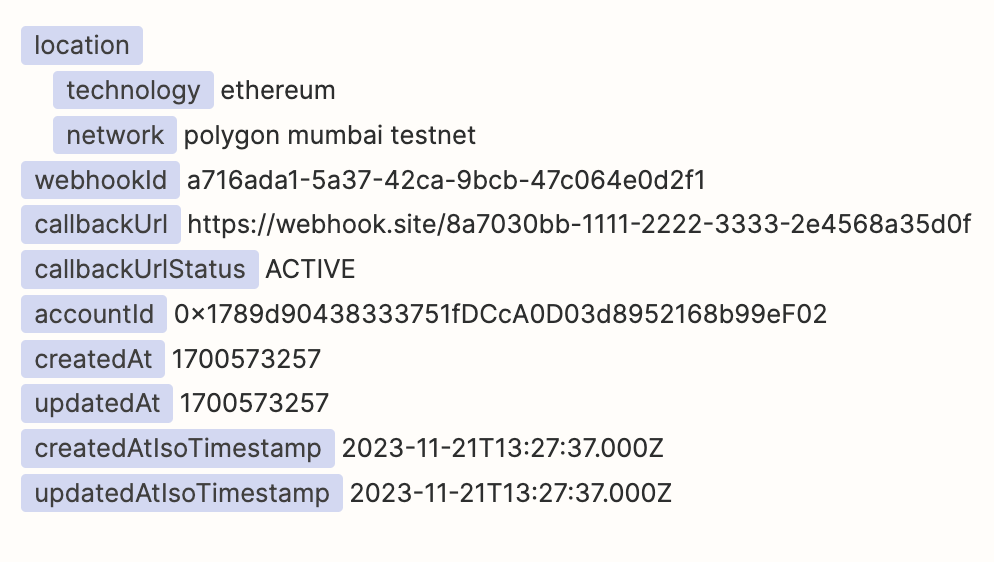 location
technology ethereum
network polygon mumbai testnet
webhookId a716ada1-5a37-42ca-9bcb-47c064e0d2f1
callbackUrl https://webhook.site/8a7030bb-1111-2222-3333-2e4568a35d0f
callbackUrlStatus ACTIVE
accountId 0x1789d90438333751fDCcA0D03d8952168b99eF02
createdAt 1700573257
updatedAt 1700573257
createdAtIsoTimestamp 2023-11-21T13:27:37.000Z
updatedAtIsoTimestamp 2023-11-21T13:27:37.000Z